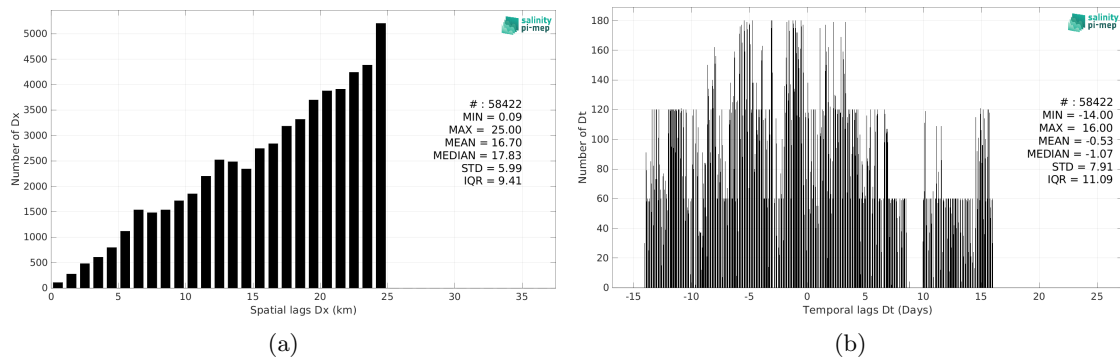 5000
4500
4000
3500
3000
2500
2000
1500
1000
500
0
Number of Dx
0 5 10 15 20 25 30 35
Spatial lags Dx (km)
salinity
pi-mep
# : 58422
MIN = 0.09
MAX = 25.00
MEAN = 16.70
MEDIAN = 17.83
STD = 5.99
IQR = 9.41
(a)
180
160
140
120
100
80
60
40
20
0
Number of Dt
-15 -10 -5 0 5 10 15 20 25
Temporal lags Dt (Days)
salinity
pi-mep
# : 58422
MIN = -14.00
MAX = 16.00
MEAN = -0.53
MEDIAN = -1.07
STD = 7.91
IQR = 11.09
(b)